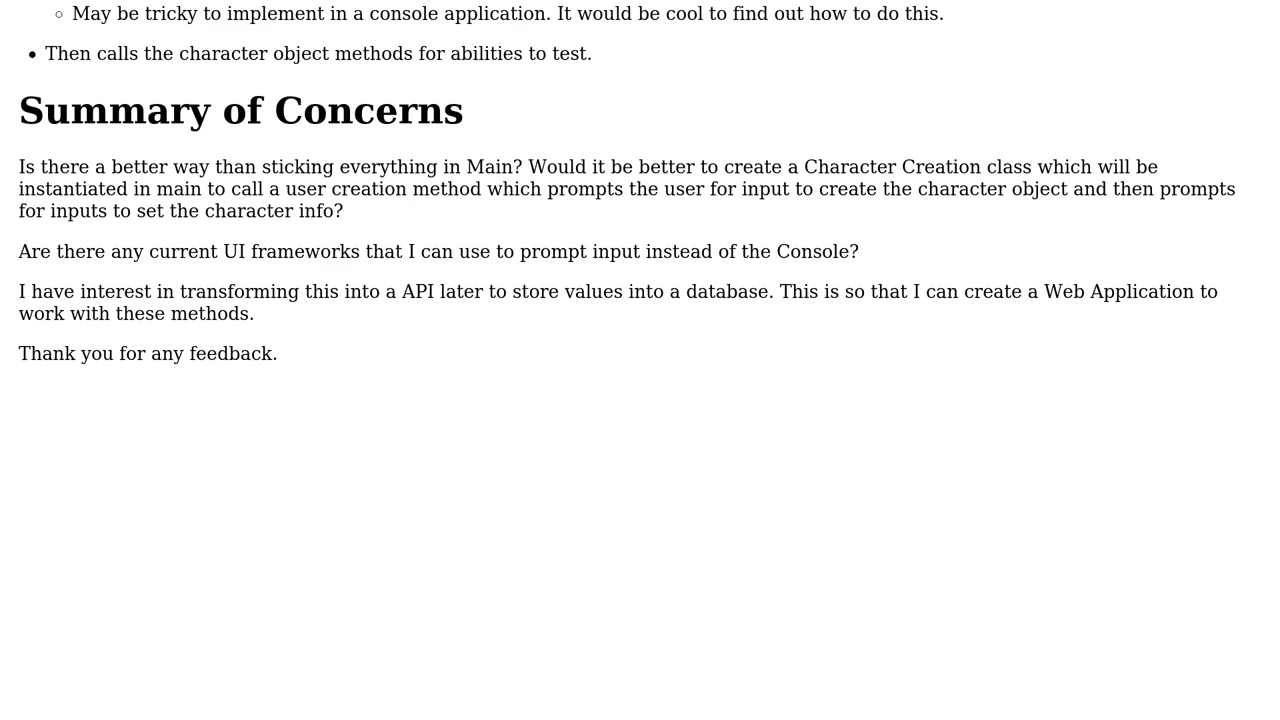 May be tricky to implement in a console application. It would be cool to find out how to do this.
Then calls the character object methods for abilities to test.
Summary of Concerns
Is there a better way than sticking everything in Main? Would it be better to create a Character Creation class which will be
instantiated in main to call a user creation method which prompts the user for input to create the character object and then prompts
for inputs to set the character info?
Are there any current UI frameworks that I can use to prompt input instead of the Console?
I have interest in transforming this into a API later to store values into a database. This is so that I can create a Web Application to
work with these methods.
Thank you for any feedback.